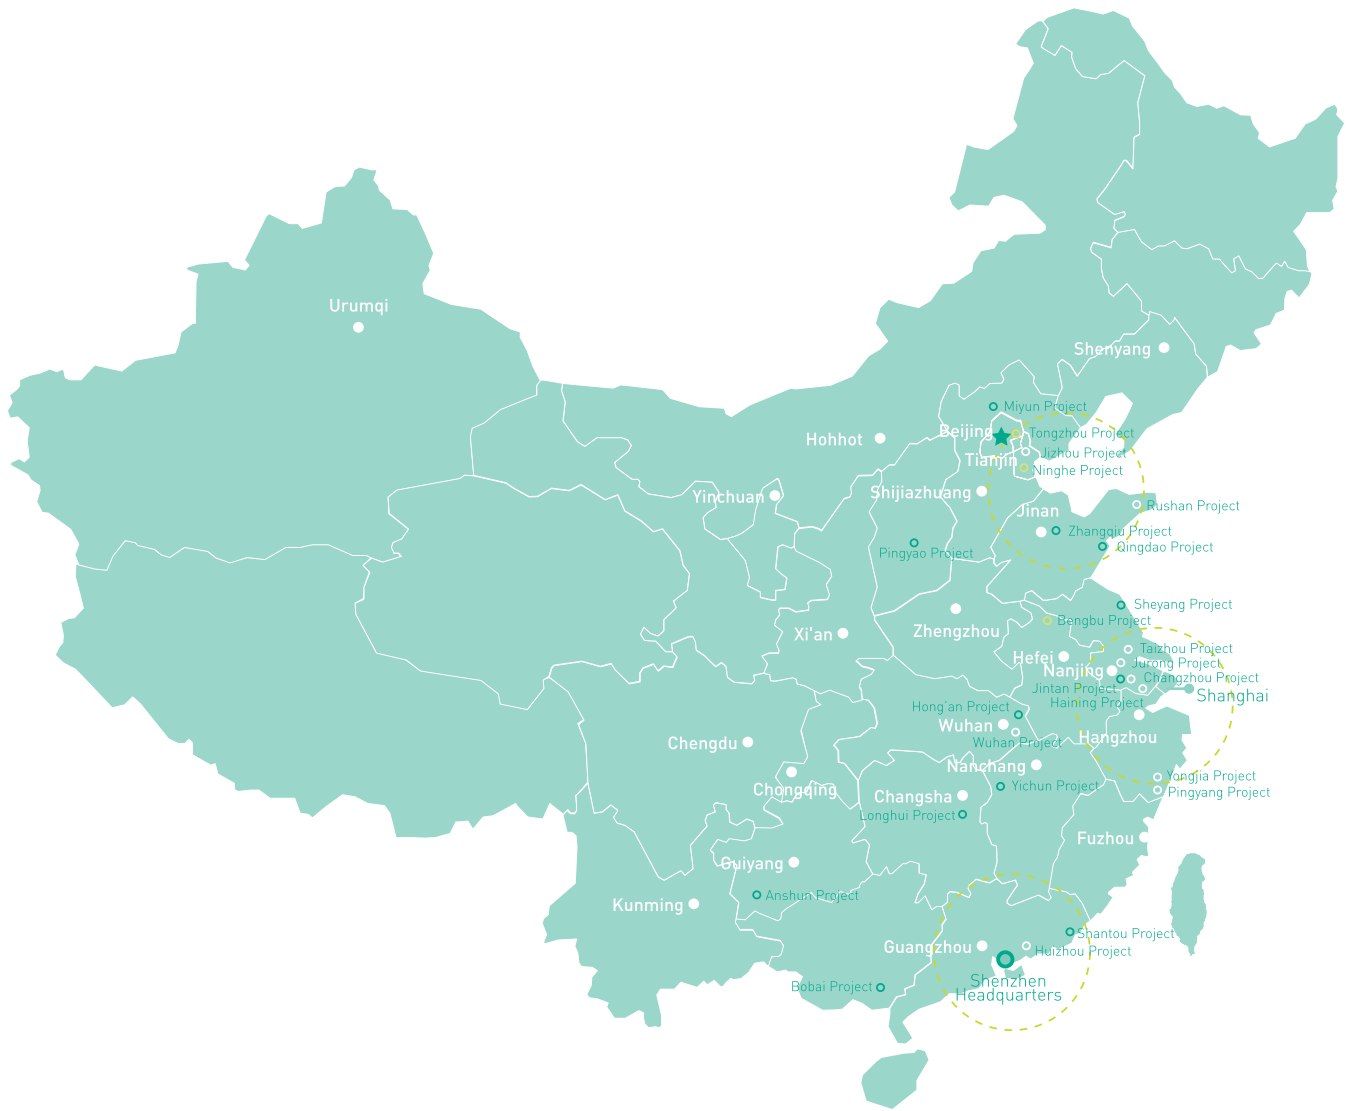 Urumqi
Shenyang
Miyun Project
Beijing
Tongzhou Project
Hohhot
Jizhou Project
Tianjin
Ninghe Project
Shijiazhuang
Yinchuan
Rushan Project
Jinan
Zhangqiu Project
Qingdao Project
Pingyao Project
Sheyang Project
Bengbu Project
Zhengzhou
Xi'an
Taizhou Project
Hefei
Jurong Project
Nanjing
Changzhou Project
Jintan Project
Shanghai
Haining Project
Hong'an Project
Wuhan
Hangzhou
Wuhan Project
Chengdu
Nanchang
Yongjia Project
Chongqing
Yichun Project
Pingyang Project
Changsha
Longhui Project
Fuzhou
Guiyang
Anshun Project
Kunming
Shantou Project
Guangzhou
Huizhou Project
Shenzhen
Headquarters
Bobai Project